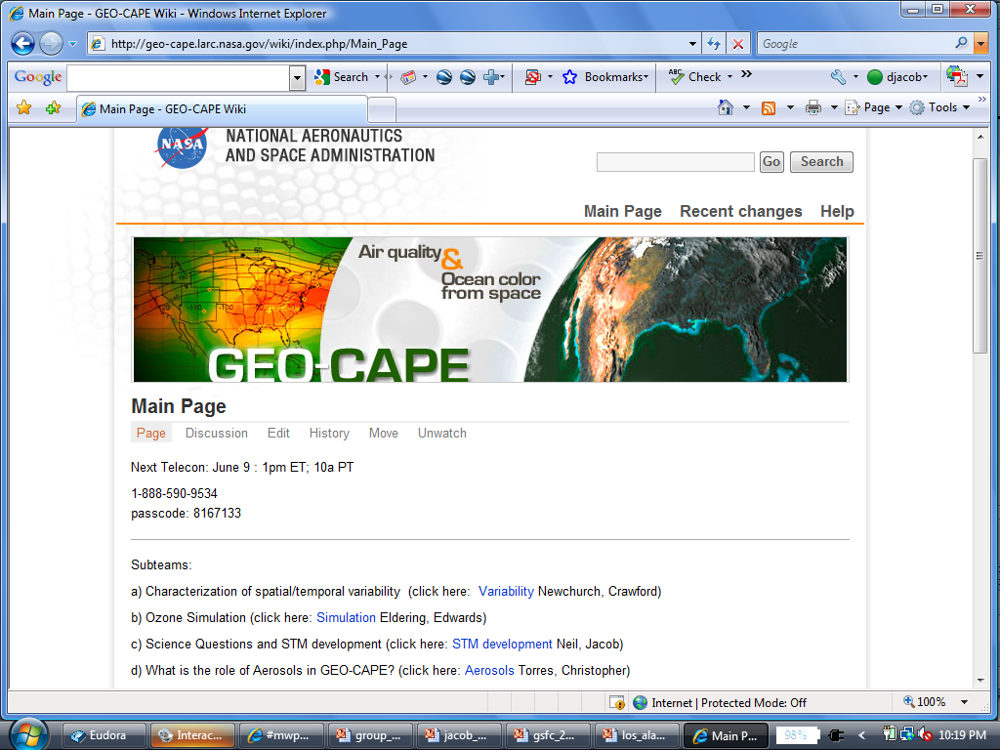 Main Page - GEO-CAPE Wiki - Windows Internet Explorer
http://geo-cape.larc.nasa.gov/wiki/index.php/Main_Page
Google
Google
Search
Bookmarks
ABC
Check
djacob
Main Page - GEO-CAPE Wiki
Page
Tools
NASA
NATIONAL AERONAUTICS
AND SPACE ADMINISTRATION
Go
Search
Main Page Recent changes Help
Air quality &
Ocean color
from space
GEO-CAPE
Main Page
Page Discussion Edit History Move Unwatch
Next Telecon: June 9 : 1pm ET; 10a PT
1-888-590-9534
passcode: 8167133
Subteams:
a) Characterization of spatial/temporal variability (click here: Variability Newchurch, Crawford)
b) Ozone Simulation (click here: Simulation Eldering, Edwards)
c) Science Questions and STM development (click here: STM development Neil, Jacob)
d) What is the role of Aerosols in GEO-CAPE? (click here: Aerosols Torres, Christopher)
Internet | Protected Mode: Off
100%
Eudora
Interac...
#mwp...
group_...
jacob_...
gsfc_2...
los_ala...
Main P...
98%
10:19 PM